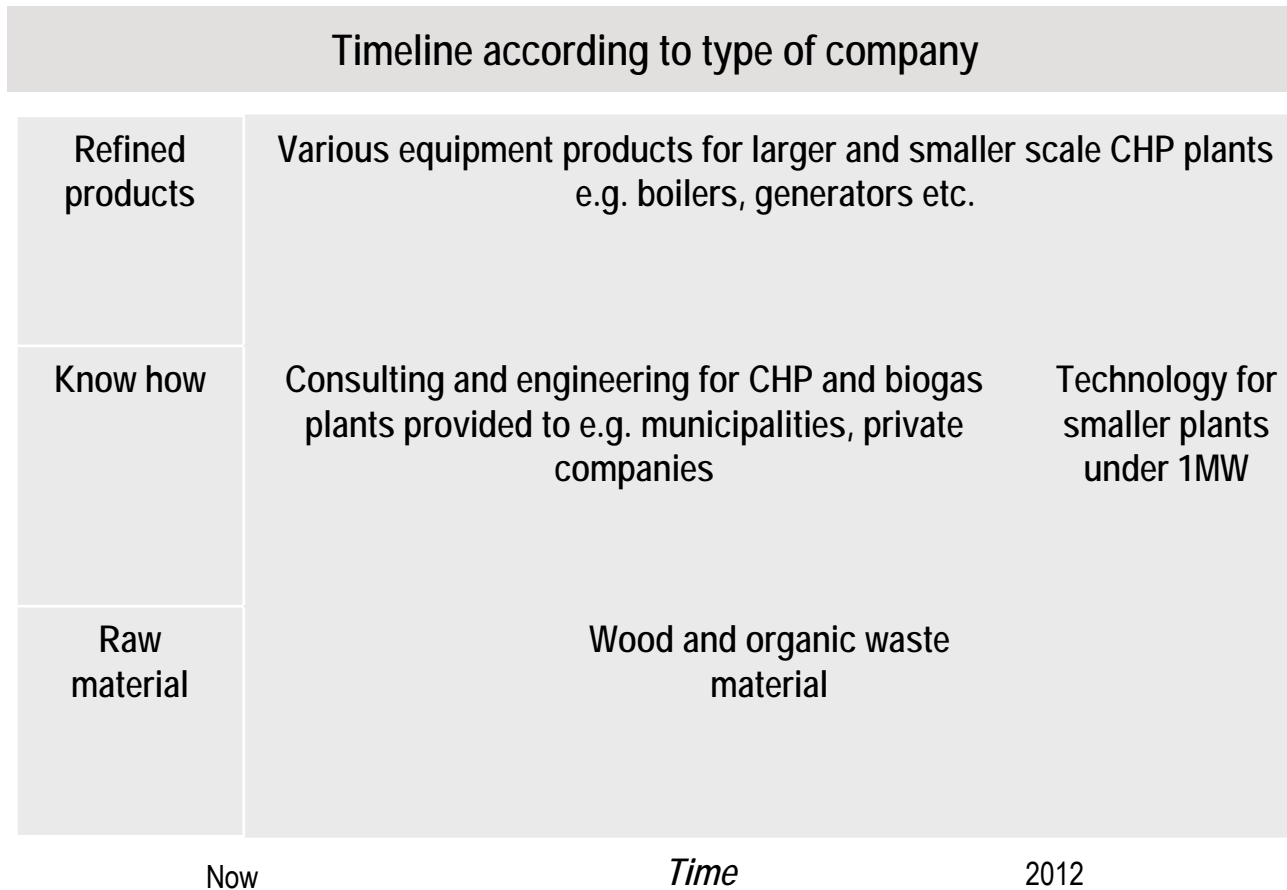 Timeline according to type of company
Refined
products
Various equipment products for larger and smaller scale CHP plants
e.g. boilers, generators etc.
Know how
Consulting and engineering for CHP and biogas
plants provided to e.g. municipalities, private
companies
Technology for
smaller plants
under 1MW
Raw
material
Wood and organic waste
material
Now
Time
2012